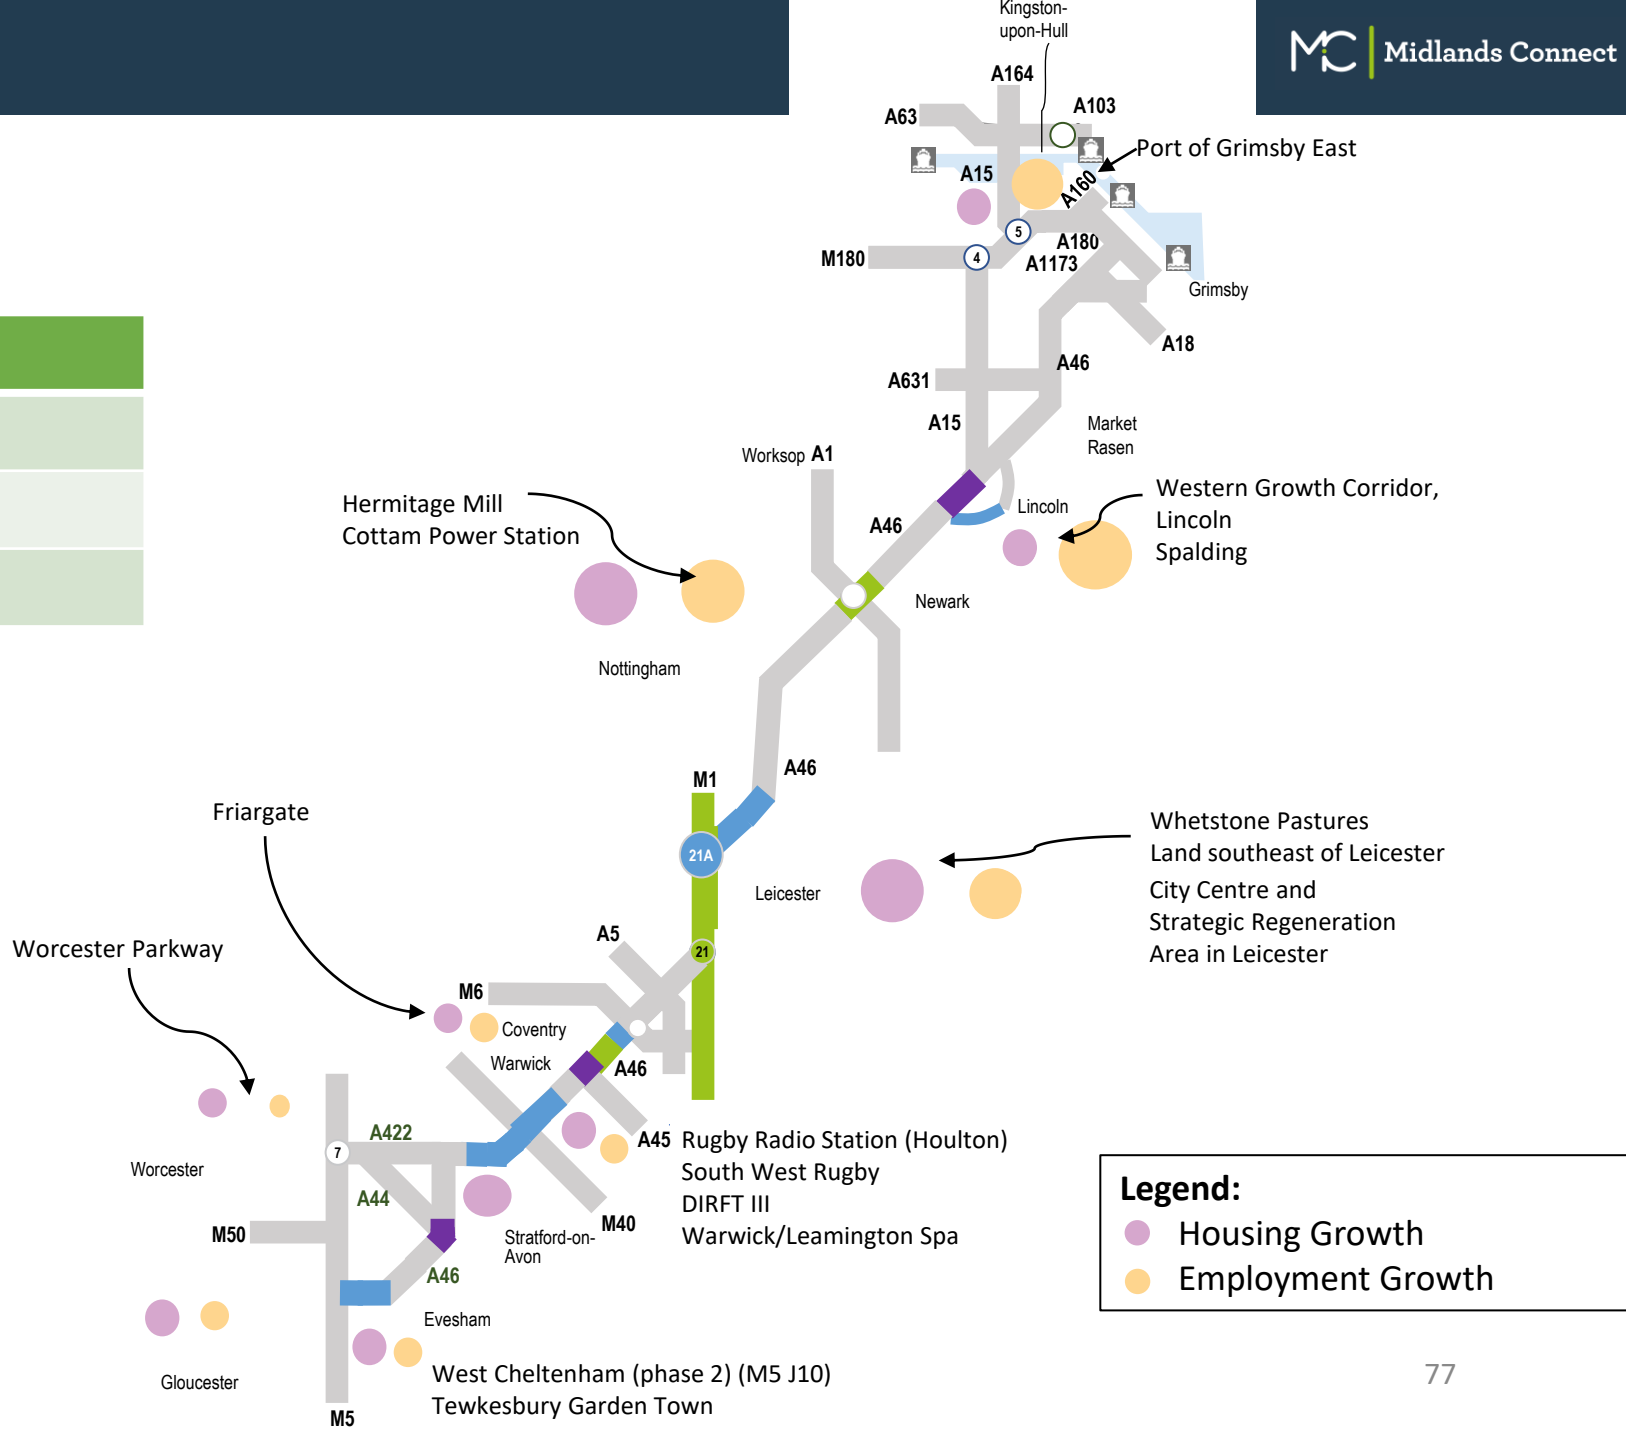 Kingston-
upon-Hull
MC Midlands Connect
A164
A63
A103
Port of Grimsby East
A15
A160
5
A180
M180
4
A1173
Grimsby
A18
A46
A631
A15
Market
Rasen
Worksop A1
Hermitage Mill
Cottam Power Station
A46
Lincoln
Western Growth Corridor,
Lincoln
Spalding
Newark
Nottingham
A46
M1
Friargate
21A
Whetstone Pastures
Land southeast of Leicester
City Centre and
Strategic Regeneration
Area in Leicester
Leicester
A5
21
Worcester Parkway
M6
Coventry
Warwick
A46
A422
7
A45
Rugby Radio Station (Houlton)
South West Rugby
DIRFT III
Warwick/Leamington Spa
Worcester
A44
M50
M40
Stratford-on-
Avon
A46
Evesham
Gloucester
M5
West Cheltenham (phase 2) (M5 J10)
Tewkesbury Garden Town
Legend:
Housing Growth
Employment Growth
77